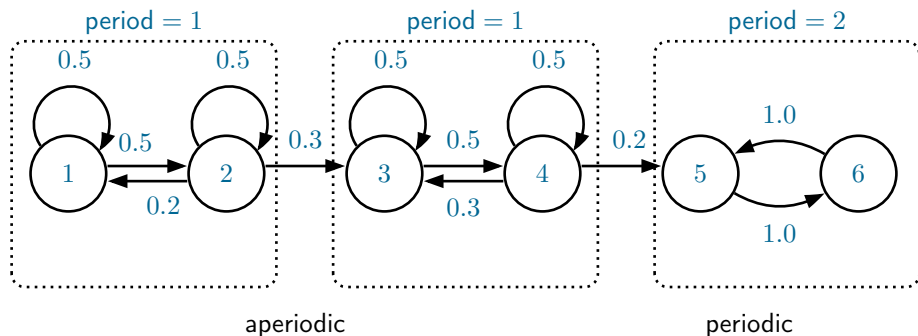 period = 1 period = 1 period = 2
0.5 0.5 0.5 0.5
1.0
0.5 0.3 0.5 0.2
1 2 3 4 5 6
0.2 0.3
1.0
aperiodic periodic